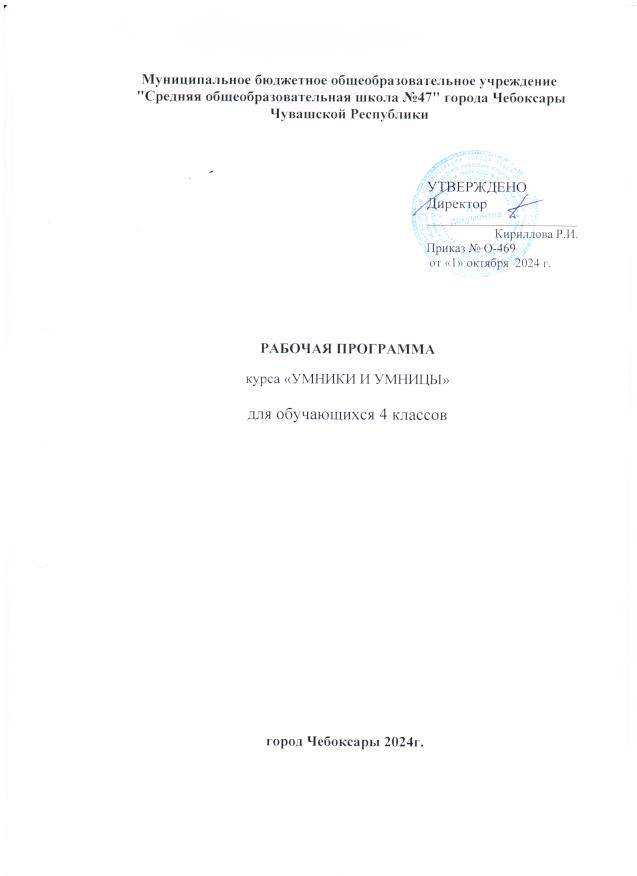 Муниципальное бюджетное общеобразовательное учреждение
"Средняя общеобразовательная школа №47" города Чебоксары
Чувашской Республики
УТВЕРЖДЕНО
Директор
документов
Кириллова Р.И.
Приказ № О-469
от «1» октября 2024 г.
РАБОЧАЯ ПРОГРАММА
курса «УМНИКИ И УМНИЦЫ»
для обучающихся 4 классов
город Чебоксары 2024г.